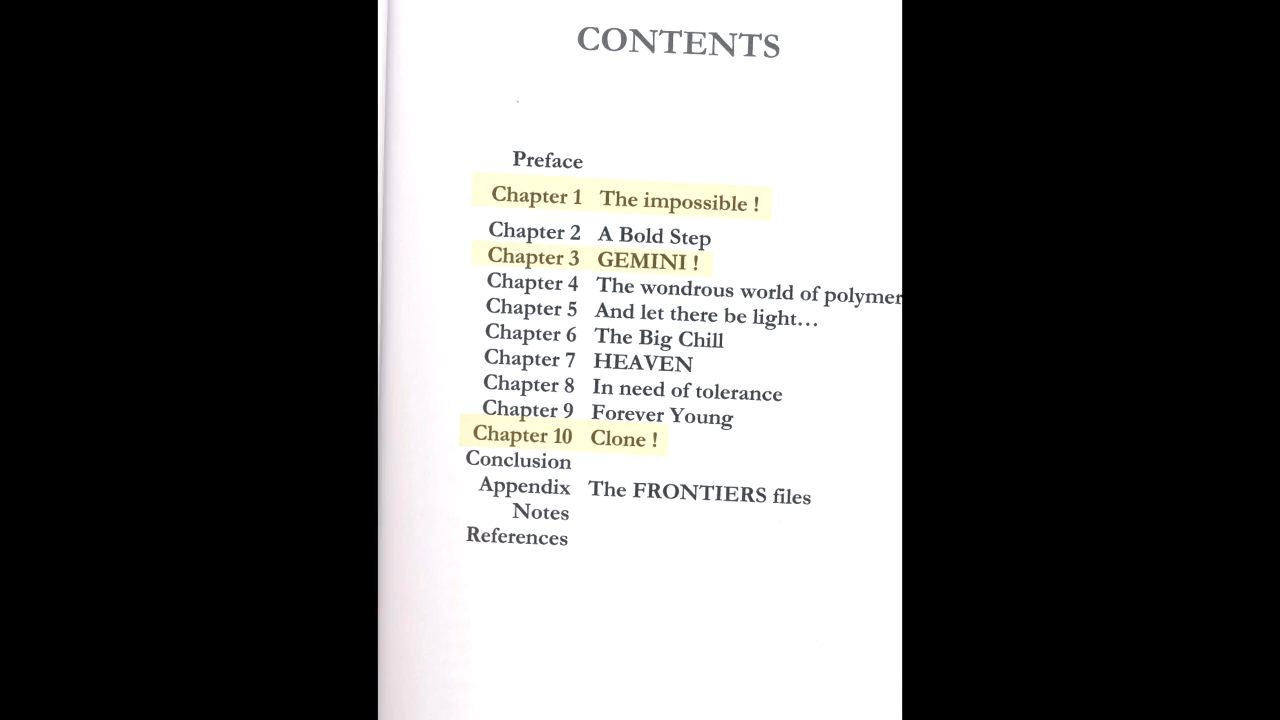 CONTENTS
Preface
Chapter 1 The impossible !
Chapter 2 A Bold Step
Chapter 3 GEMINI !
Chapter 4 The wondrous world of polymer
Chapter 5 And let there be light…
Chapter 6 The Big Chill
Chapter 7 HEAVEN
Chapter 8 In need of tolerance
Chapter 9 Forever Young
Chapter 10 Clone !
Conclusion
Appendix The FRONTIERS files
Notes
References